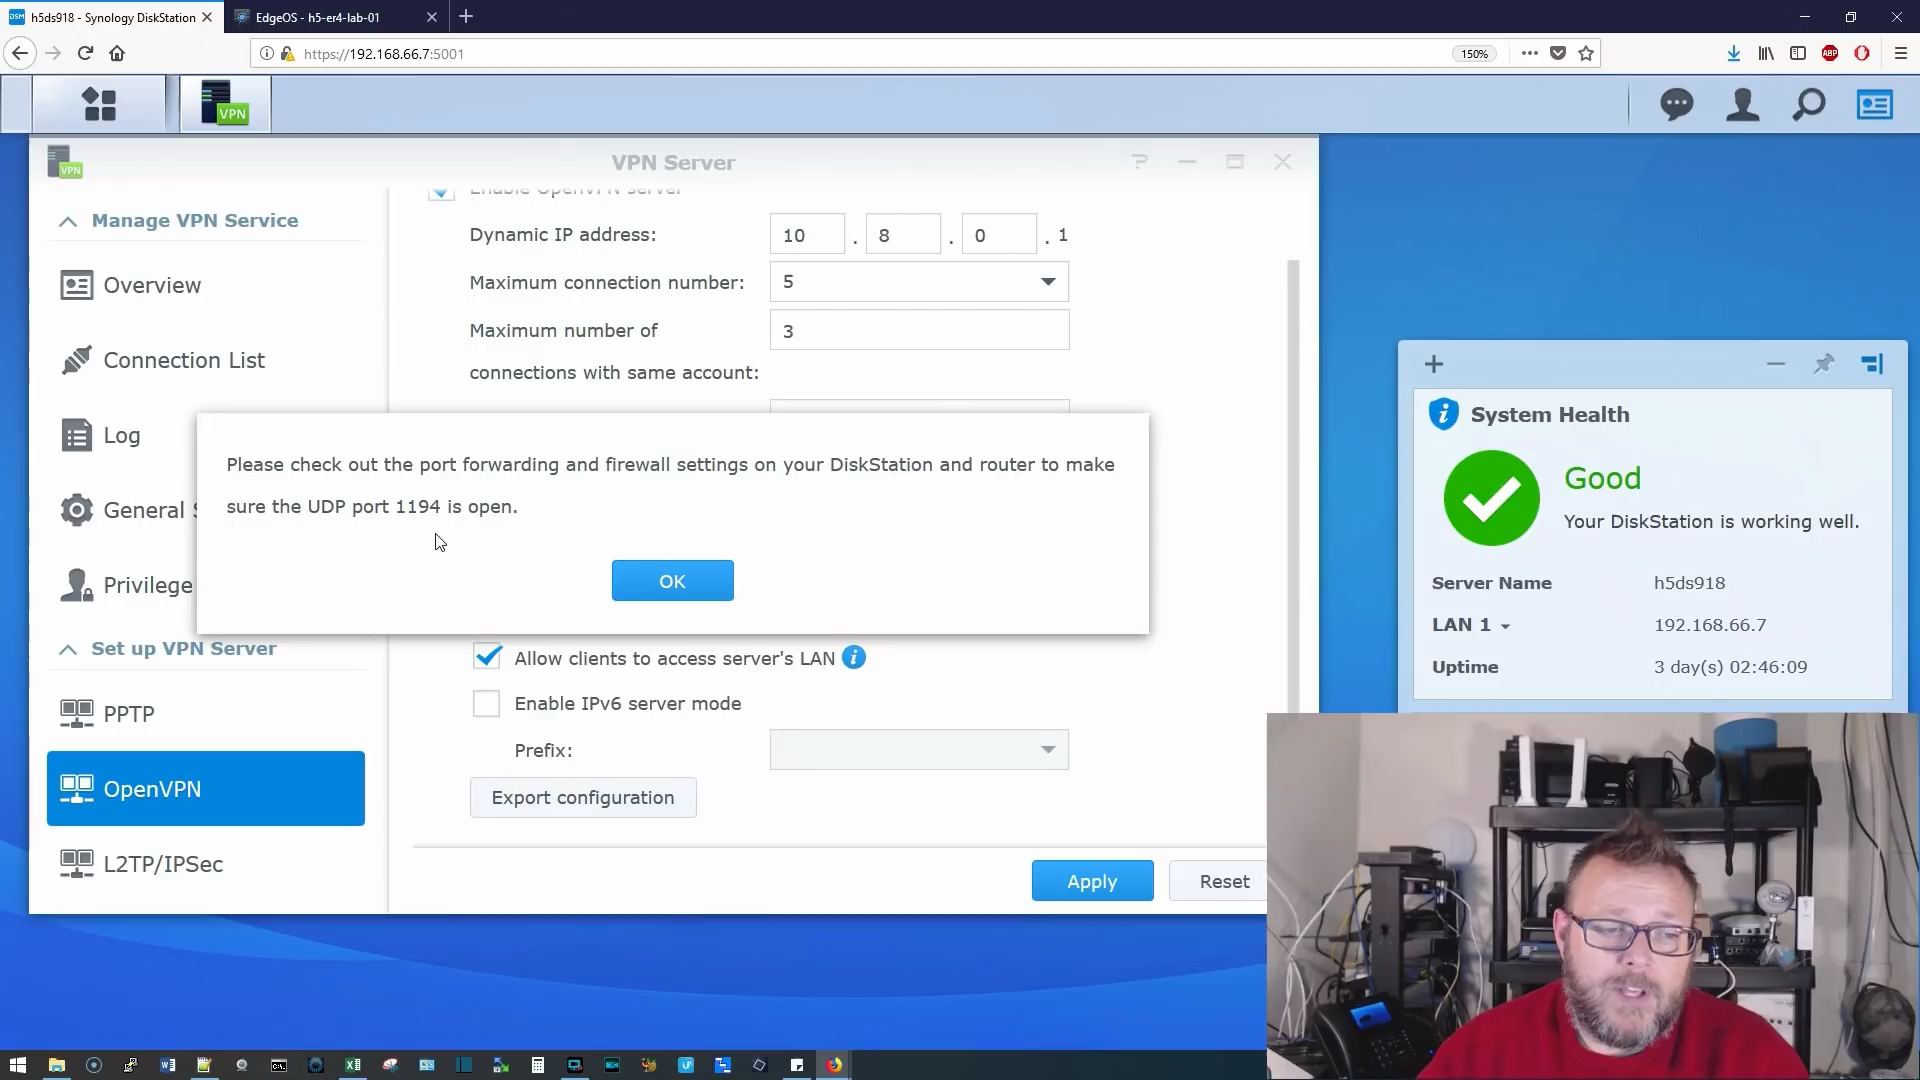 h5ds918 - Synology DiskStation
EdgeOS - h5-er4-lab-01
https://192.168.66.7:5001
150%
ABP
VPN
VPN
VPN Server
Manage VPN Service
Overview
Connection List
Log
General S
Privilege
Set up VPN Server
PPTP
OpenVPN
L2TP/IPSec
Enable OpenVPN server
Dynamic IP address: 10 . 8 . 0 . 1
Maximum connection number: 5
Maximum number of 3
connections with same account:
Please check out the port forwarding and firewall settings on your DiskStation and router to make
sure the UDP port 1194 is open.
OK
Allow clients to access server's LAN
Enable IPv6 server mode
Prefix:
Export configuration
Apply
Reset
System Health
Good
Your DiskStation is working well.
Server Name h5ds918
LAN 1 192.168.66.7
Uptime 3 day(s) 02:46:09